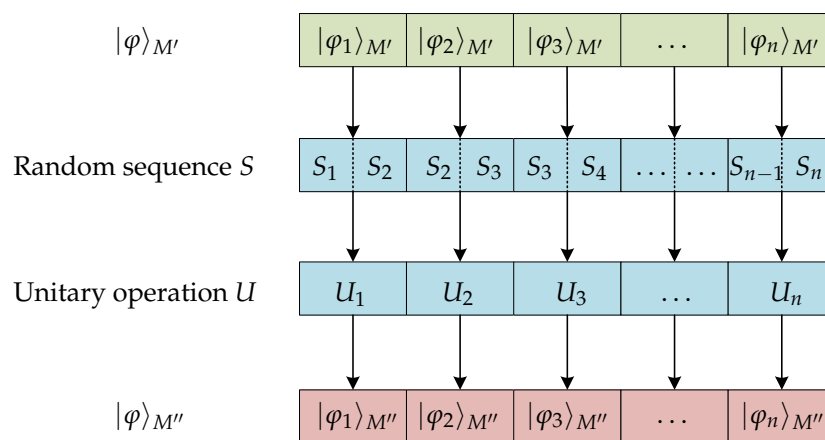 |φ⟩M′ |φ1⟩M′ |φ2⟩M′ |φ3⟩M′ ... |φn⟩M′
Random sequence S S1 S2 S2 S3 S3 S4 ... ... Sn−1 Sn
Unitary operation U U1 U2 U3 ... Un
|φ⟩M″ |φ1⟩M″ |φ2⟩M″ |φ3⟩M″ ... |φn⟩M″